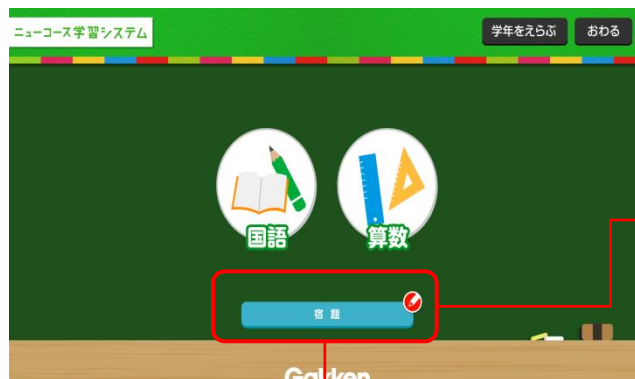 ニューコース学習システム
学年をえらぶ
おわる
国語
算数
宿題
Gakken